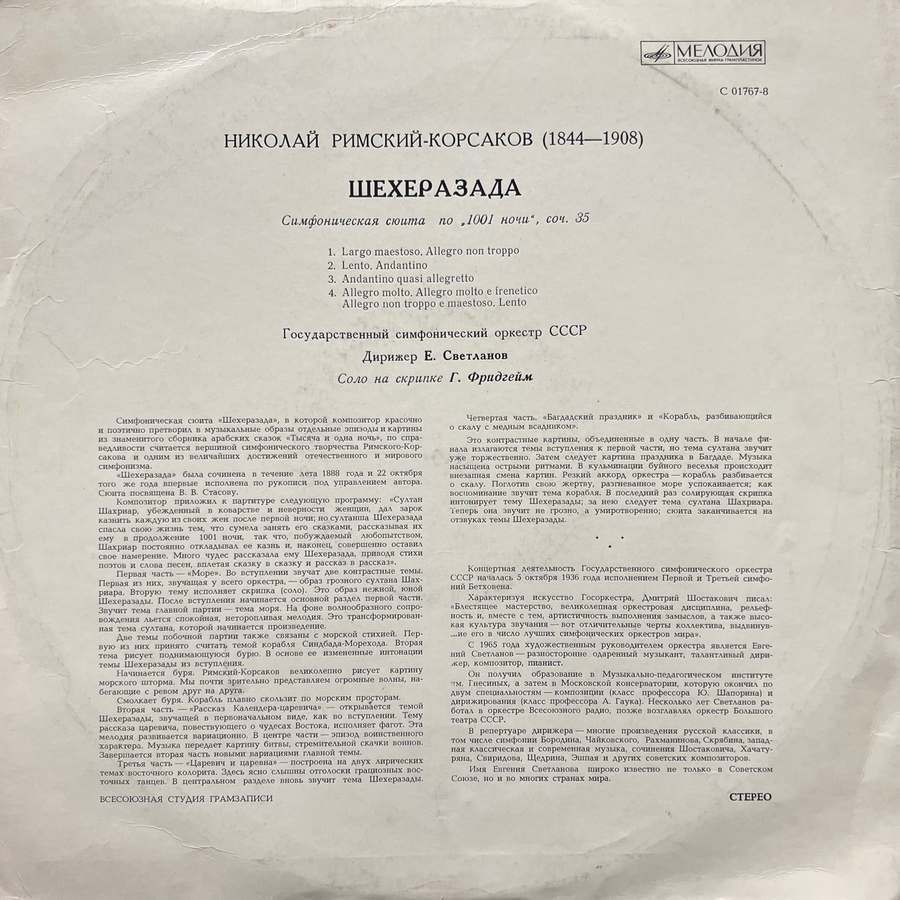 МЕЛОДИЯ
ВСЕСОЮЗНАЯ ФИРМА ГРАМПЛАСТИНОК
С 01767-8
НИКОЛАЙ РИМСКИЙ-КОРСАКОВ (1844—1908)
ШЕХЕРАЗАДА
Симфоническая сюита по „1001 ночи“, соч. 35
1. Largo maestoso, Allegro non troppo
2. Lento, Andantino
3. Andantino quasi allegretto
4. Allegro molto, Allegro molto e frenetico
Allegro non troppo e maestoso, Lento
Государственный симфонический оркестр СССР
Дирижер Е. Светланов
Соло на скрипке Г. Фридгейм
Симфоническая сюита «Шехеразада», в которой композитор красочно
и поэтично претворил в музыкальные образы отдельные эпизоды и картины
из знаменитого сборника арабских сказок «Тысяча и одна ночь», по спра-
ведливости считается вершиной симфонического творчества Римского-Кор-
сакова и одним из величайших достижений отечественного и мирового
симфонизма.
«Шехеразада» была сочинена в течение лета 1888 года и 22 октября
того же года впервые исполнена по рукописи под управлением автора.
Сюита посвящена В. В. Стасову.
Композитор приложил к партитуре следующую программу: «Султан
Шахриар, убежденный в коварстве и неверности женщин, дал зарок
казнить каждую из своих жен после первой ночи; но султанша Шехеразада
спасла свою жизнь тем, что сумела занять его сказками, рассказывая их
ему в продолжение 1001 ночи, так что, побуждаемый любопытством,
Шахриар постоянно откладывал ее казнь и, наконец, совершенно оставил
свое намерение. Много чудес рассказала ему Шехеразада, приводя стихи
поэтов и слова песен, вплетая сказку в сказку и рассказ в рассказ».
Первая часть — «Море». Во вступлении звучат две контрастные темы.
Первая из них, звучащая у всего оркестра, — образ грозного султана Шах-
риара. Вторую тему исполняет скрипка (соло). Это образ нежной, юной
Шехеразады. После вступления начинается основной раздел первой части.
Звучит тема главной партии — тема моря. На фоне волнообразного сопро-
вождения льется спокойная, неторопливая мелодия. Это трансформирован-
ная тема султана, которой начинается произведение.
Две темы побочной партии также связаны с морской стихией. Пер-
вую из них принято считать темой корабля Синдбада-Морехода. Вторая
тема рисует поднимающуюся бурю. В основе ее измененные интонации
темы Шехеразады из вступления.
Начинается буря. Римский-Корсаков великолепно рисует картину
морского шторма. Мы почти зрительно представляем огромные волны, на-
бегающие с ревом друг на друга.
Смолкает буря. Корабль плавно скользит по морским просторам.
Вторая часть — «Рассказ Календера-царевича» — открывается темой
Шехеразады, звучащей в первоначальном виде, как во вступлении. Тему
рассказа царевича, повествующего о чудесах Востока, исполняет фагот. Эта
мелодия развивается вариационно. В центре части — эпизод воинственного
характера. Музыка передает картину битвы, стремительной скачки воинов.
Завершается вторая часть новыми вариациями главной темы.
Третья часть — «Царевич и царевна» — построена на двух лирических
темах восточного колорита. Здесь ясно слышны отголоски грациозных вос-
точных танцев. В центральном разделе вновь звучит тема Шехеразады.
Четвертая часть. «Багдадский праздник» и «Корабль, разбивающийся
о скалу с медным всадником».
Это контрастные картины, объединенные в одну часть. В начале фи-
нала излагаются темы вступления к первой части, но тема султана звучит
уже торжественно. Затем следует картина праздника в Багдаде. Музыка
насыщена острыми ритмами. В кульминации буйного веселья происходит
внезапная смена картин. Резкий аккорд оркестра — корабль разбивается
о скалу. Поглотив свою жертву, разгневанное море успокаивается; как
воспоминание звучит тема корабля. В последний раз солирующая скрипка
интонирует тему Шехеразады; за нею следует тема султана Шахриара.
Теперь она звучит не грозно, а умиротворенно; сюита заканчивается на
отзвуках темы Шехеразады.
Концертная деятельность Государственного симфонического оркестра
СССР началась 5 октября 1936 года исполнением Первой и Третьей симфо-
ний Бетховена.
Характеризуя искусство Госоркестра, Дмитрий Шостакович писал:
«Блестящее мастерство, великолепная оркестровая дисциплина, рельеф-
ность и, вместе с тем, артистичность выполнения замыслов, а также высо-
кая культура звучания — вот отличительные черты коллектива, выдвинув-
ие его в число лучших симфонических оркестров мира».
С 1965 года художественным руководителем оркестра является Евге-
ний Светланов — разносторонне одаренный музыкант, талантливый дири-
жер, композитор, пианист.
Он получил образование в Музыкально-педагогическом институте
им. Гнесиных, а затем в Московской консерватории, которую окончил по
двум специальностям — композиции (класс профессора Ю. Шапорина) и
дирижирования (класс профессора А. Гаука). Несколько лет Светланов ра-
ботал в оркестре Всесоюзного радио, позже возглавлял оркестр Большого
театра СССР.
В репертуаре дирижера — многие произведения русской классики, в
том числе симфонии Бородина, Чайковского, Рахманинова, Скрябина, запад-
ная классическая и современная музыка, сочинения Шостаковича, Хачату-
ряна, Свиридова, Щедрина, Эшпая и других советских композиторов.
Имя Евгения Светланова широко известно не только в Советском
Союзе, но и во многих странах мира.
ВСЕСОЮЗНАЯ СТУДИЯ ГРАМЗАПИСИ
СТЕРЕО